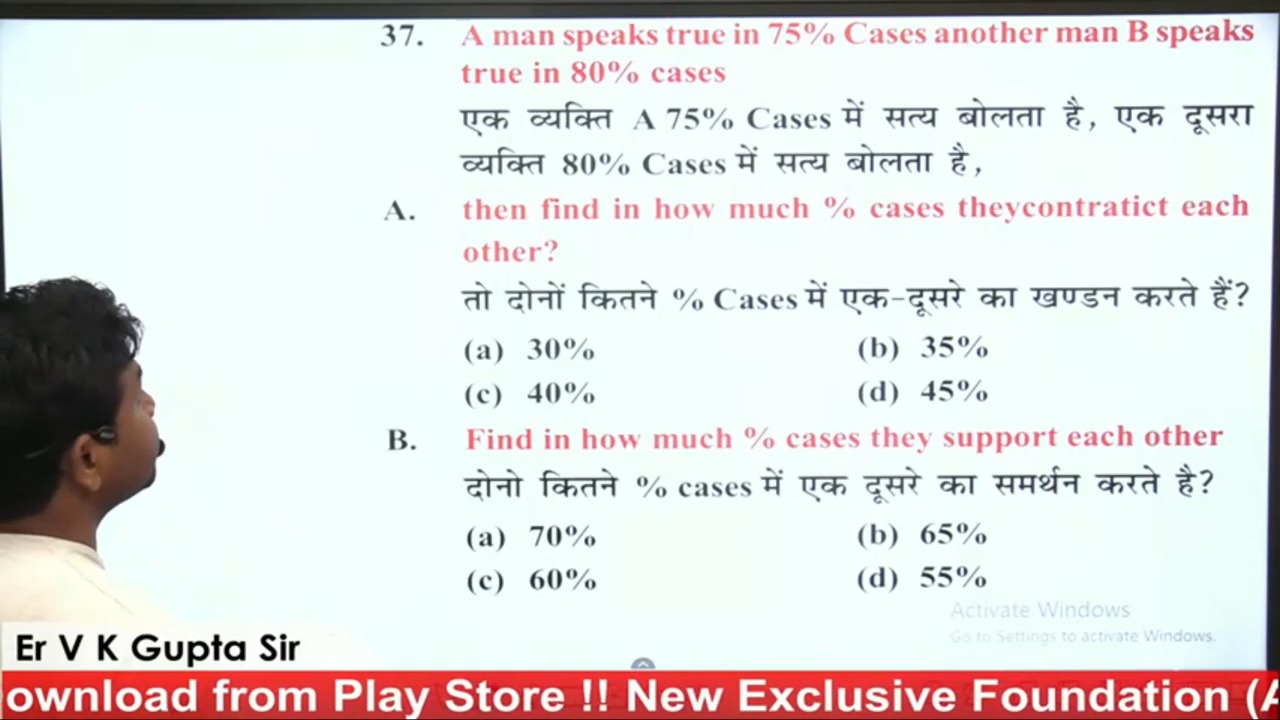 37. A man speaks true in 75% Cases another man B speaks
true in 80% cases
एक व्यक्ति A 75% Cases में सत्य बोलता है, एक दूसरा
व्यक्ति 80% Cases में सत्य बोलता है,
A. then find in how much % cases theycontratict each
other?
तो दोनों कितने % Cases में एक-दूसरे का खण्डन करते हैं?
(a) 30% (b) 35%
(c) 40% (d) 45%
B. Find in how much % cases they support each other
दोनो कितने % cases में एक दूसरे का समर्थन करते है?
(a) 70% (b) 65%
(c) 60% (d) 55%
Activate Windows
Go to Settings to activate Windows.
Er V K Gupta Sir
ownload from Play Store !! New Exclusive Foundation (A